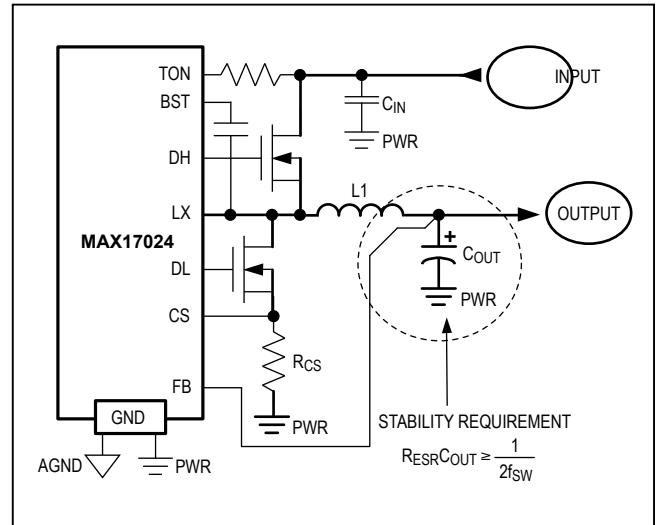 TON
INPUT
BST
CIN
PWR
DH
L1
LX
OUTPUT
MAX17024
+
COUT
DL
PWR
CS
RCS
FB
PWR
GND
AGND
PWR
STABILITY REQUIREMENT
RESRCOUT ≥ 1/2fSW